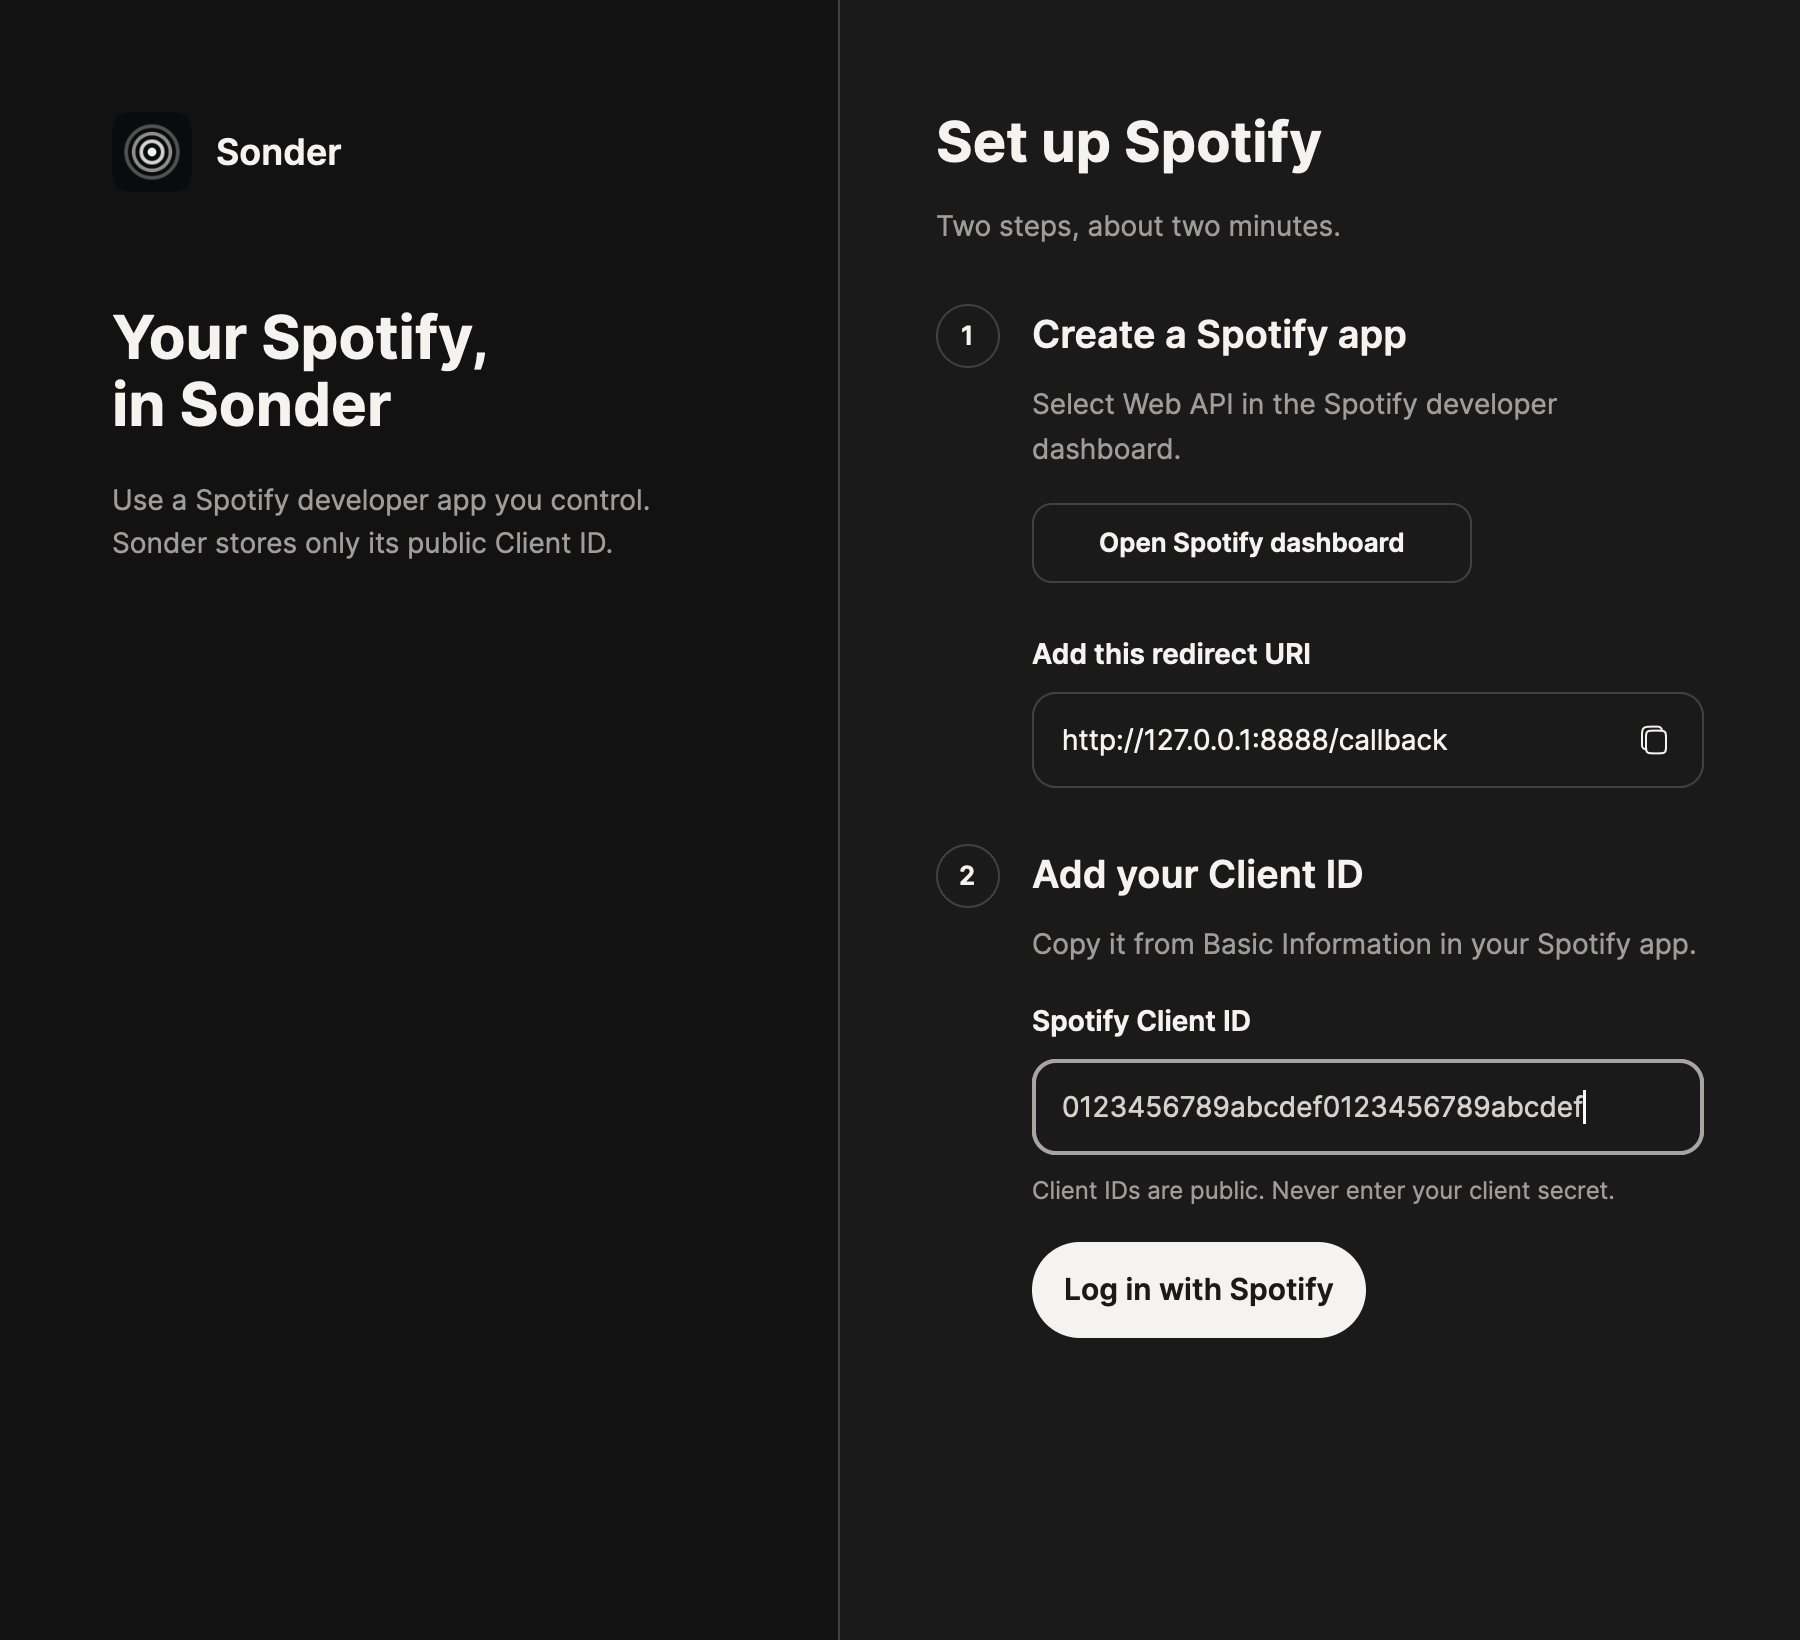 Sonder
Your Spotify,
in Sonder
Use a Spotify developer app you control.
Sonder stores only its public Client ID.
Set up Spotify
Two steps, about two minutes.
1
Create a Spotify app
Select Web API in the Spotify developer
dashboard.
Open Spotify dashboard
Add this redirect URI
http://127.0.0.1:8888/callback
2
Add your Client ID
Copy it from Basic Information in your Spotify app.
Spotify Client ID
0123456789abcdef0123456789abcdef
Client IDs are public. Never enter your client secret.
Log in with Spotify